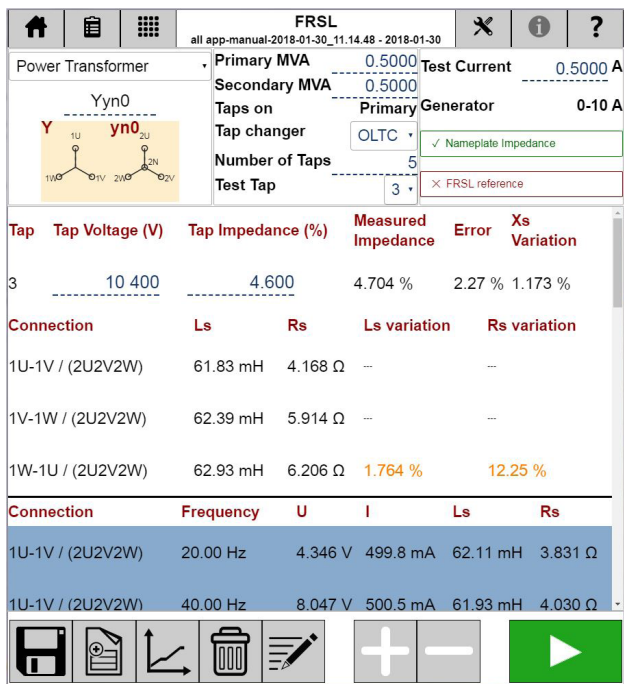 FRSL
all app-manual-2018-01-30_11.14.48 - 2018-01-30
?
Power Transformer
Yyn0
Y yn0
1U 2U
2N
1W 1V 2W 2V
Primary MVA 0.5000
Secondary MVA 0.5000
Taps on Primary
Tap changer OLTC
Number of Taps 5
Test Tap 3
Test Current 0.5000 A
Generator 0-10 A
✓ Nameplate Impedance
× FRSL reference
Tap Tap Voltage (V) Tap Impedance (%) Measured Impedance Error Xs Variation
3 10 400 4.600 4.704 % 2.27 % 1.173 %
Connection Ls Rs Ls variation Rs variation
1U-1V / (2U2V2W) 61.83 mH 4.168 Ω --- ---
1V-1W / (2U2V2W) 62.39 mH 5.914 Ω --- ---
1W-1U / (2U2V2W) 62.93 mH 6.206 Ω 1.764 % 12.25 %
Connection Frequency U I Ls Rs
1U-1V / (2U2V2W) 20.00 Hz 4.346 V 499.8 mA 62.11 mH 3.831 Ω
1U-1V / (2U2V2W) 40.00 Hz 8.047 V 500.5 mA 61.93 mH 4.030 Ω